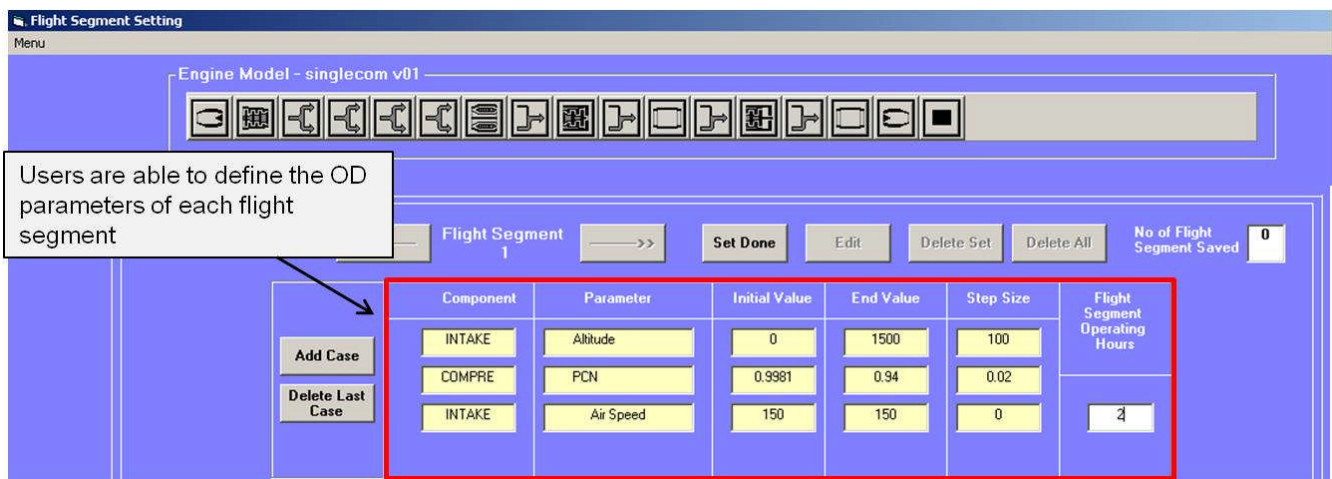 Flight Segment Setting
Menu
Engine Model - singlecom v01
Users are able to define the OD
parameters of each flight
segment
Flight Segment
1
------>>
Set Done
Edit
Delete Set
Delete All
No of Flight
Segment Saved
0
Component
Parameter
Initial Value
End Value
Step Size
Flight
Segment
Operating
Hours
Add Case
Delete Last
Case
INTAKE
Altitude
0
1500
100
COMPRE
PCN
0.9981
0.94
0.02
INTAKE
Air Speed
150
150
0
2